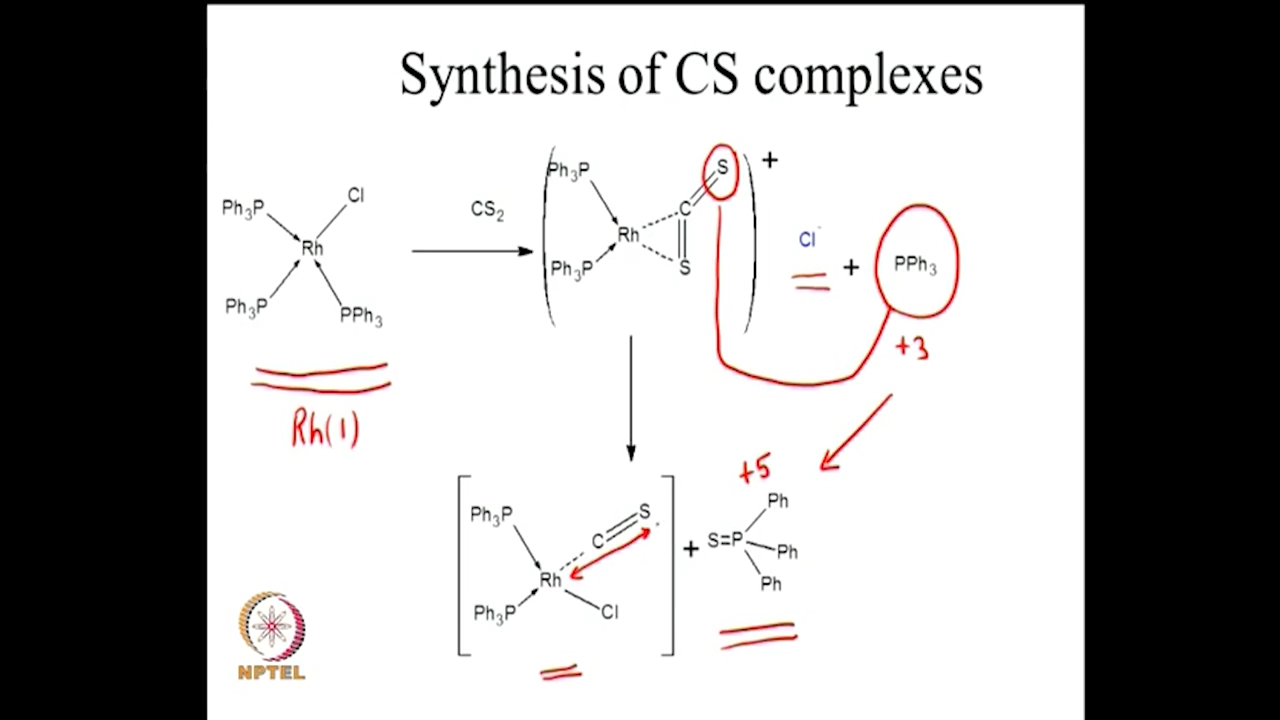 Synthesis of CS complexes
Ph3P
Cl
Rh
Ph3P
PPh3
Rh(1)
CS2
Ph3P
S
C
Rh
Ph3P
S
+
Cl-
+
PPh3
+3
+5
Ph3P
S
C
Rh
Ph3P
Cl
+
S=P
Ph
Ph
Ph
NPTEL